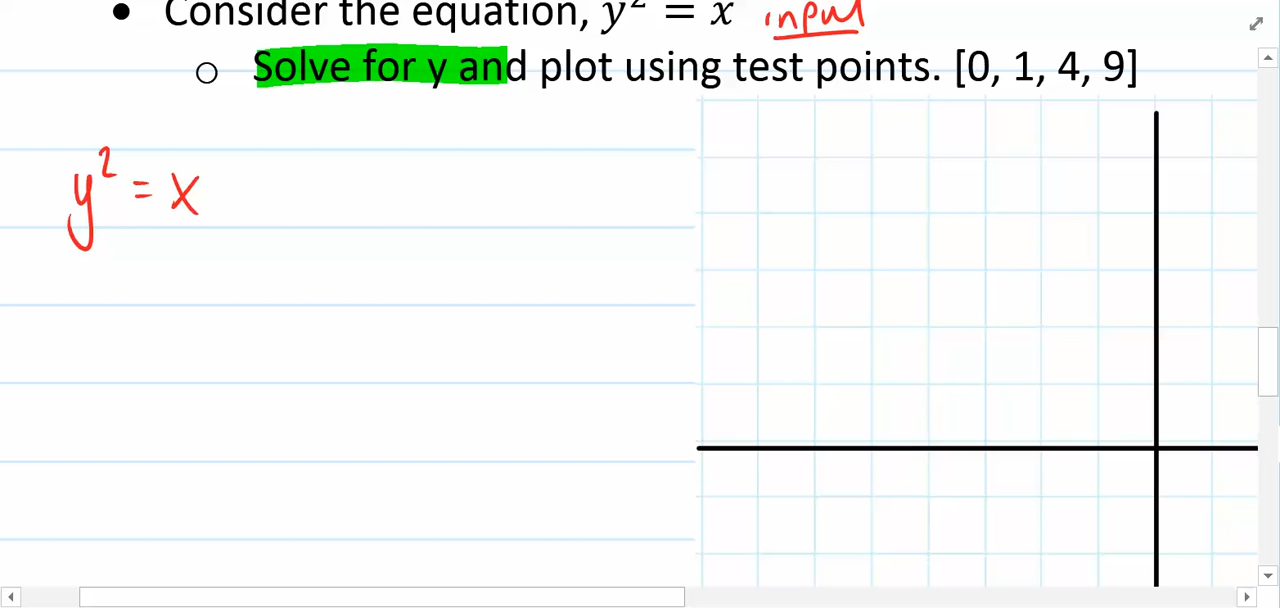 • Consider the equation, y² = x input
○ Solve for y and plot using test points. [0, 1, 4, 9]
y² = x